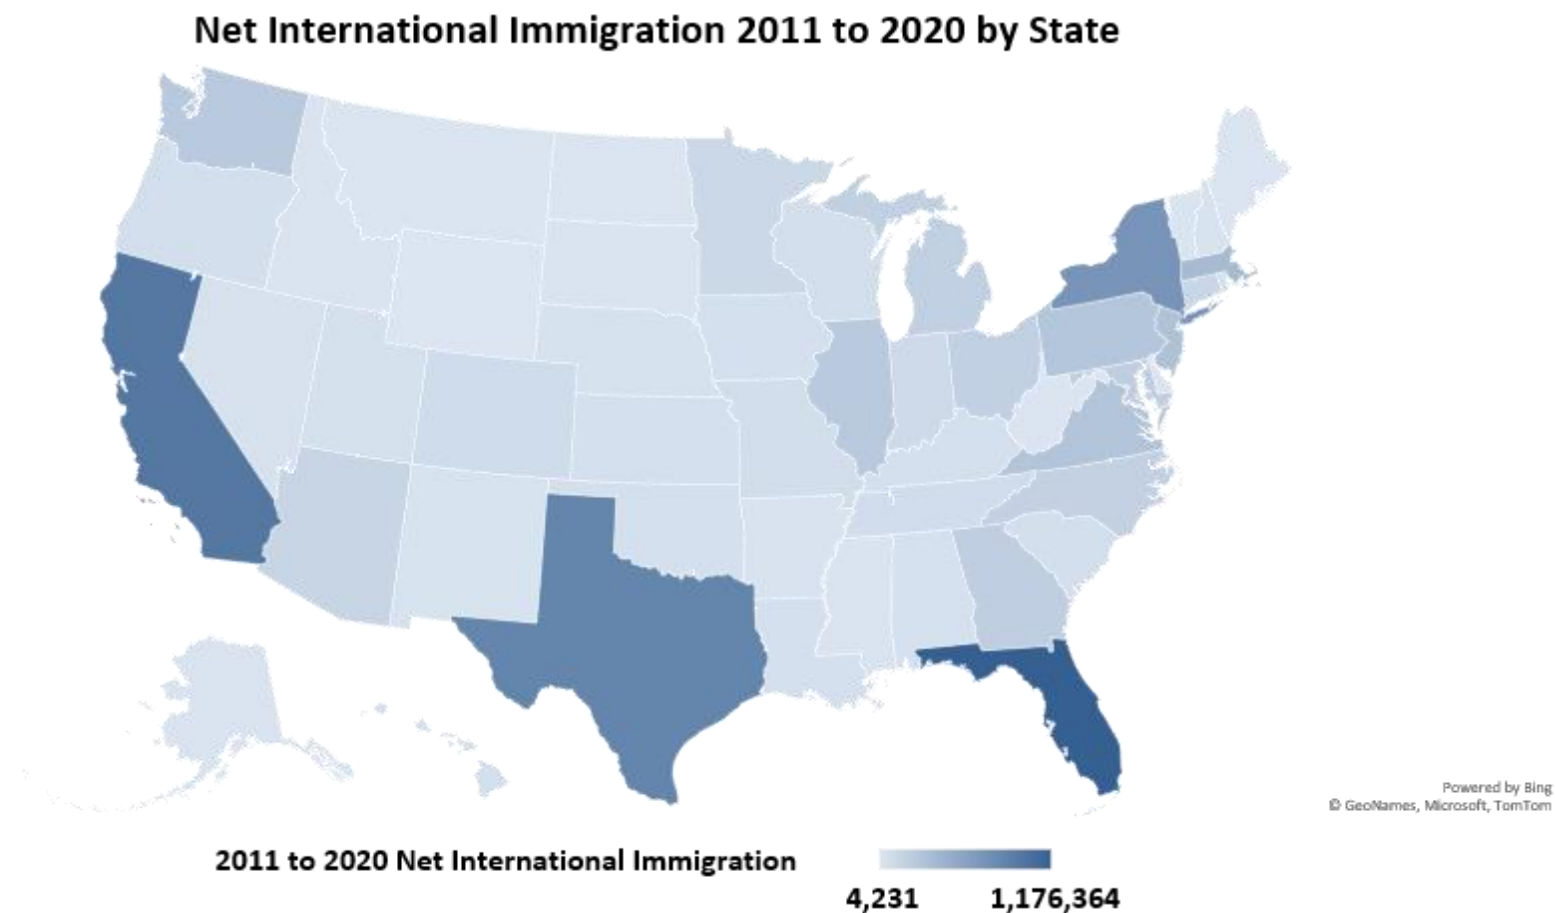 Net International Immigration 2011 to 2020 by State
Powered by Bing
© GeoNames, Microsoft, TomTom
2011 to 2020 Net International Immigration
4,231 1,176,364